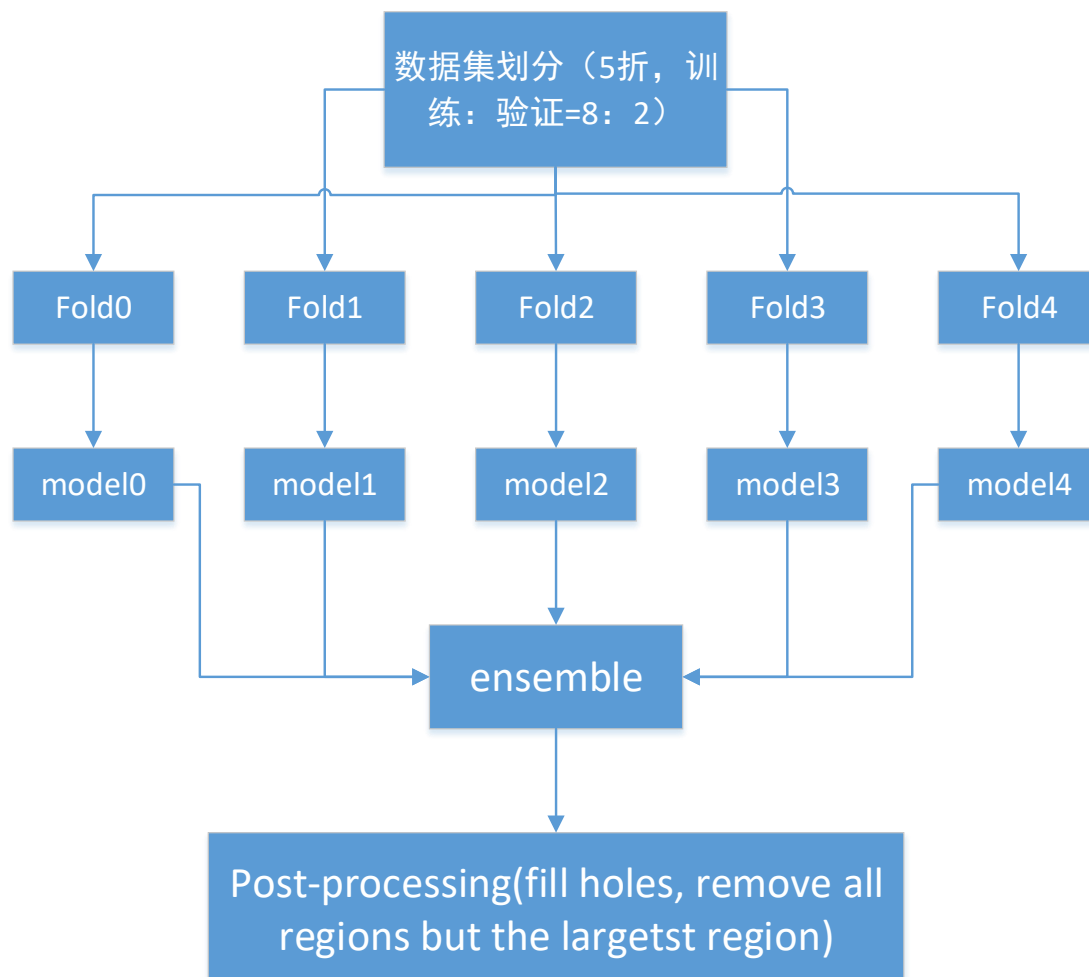 数据集划分（5折，训
练：验证=8：2）
Fold0
Fold1
Fold2
Fold3
Fold4
model0
model1
model2
model3
model4
ensemble
Post-processing(fill holes, remove all
regions but the largetst region)